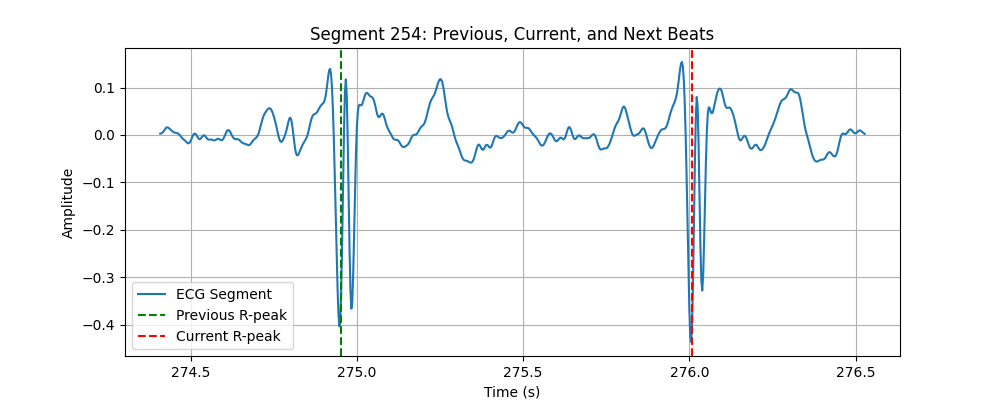 Segment 254: Previous, Current, and Next Beats
0.1
0.0
−0.1
−0.2
−0.3
−0.4
Amplitude
ECG Segment
Previous R-peak
Current R-peak
274.5 275.0 275.5 276.0 276.5
Time (s)